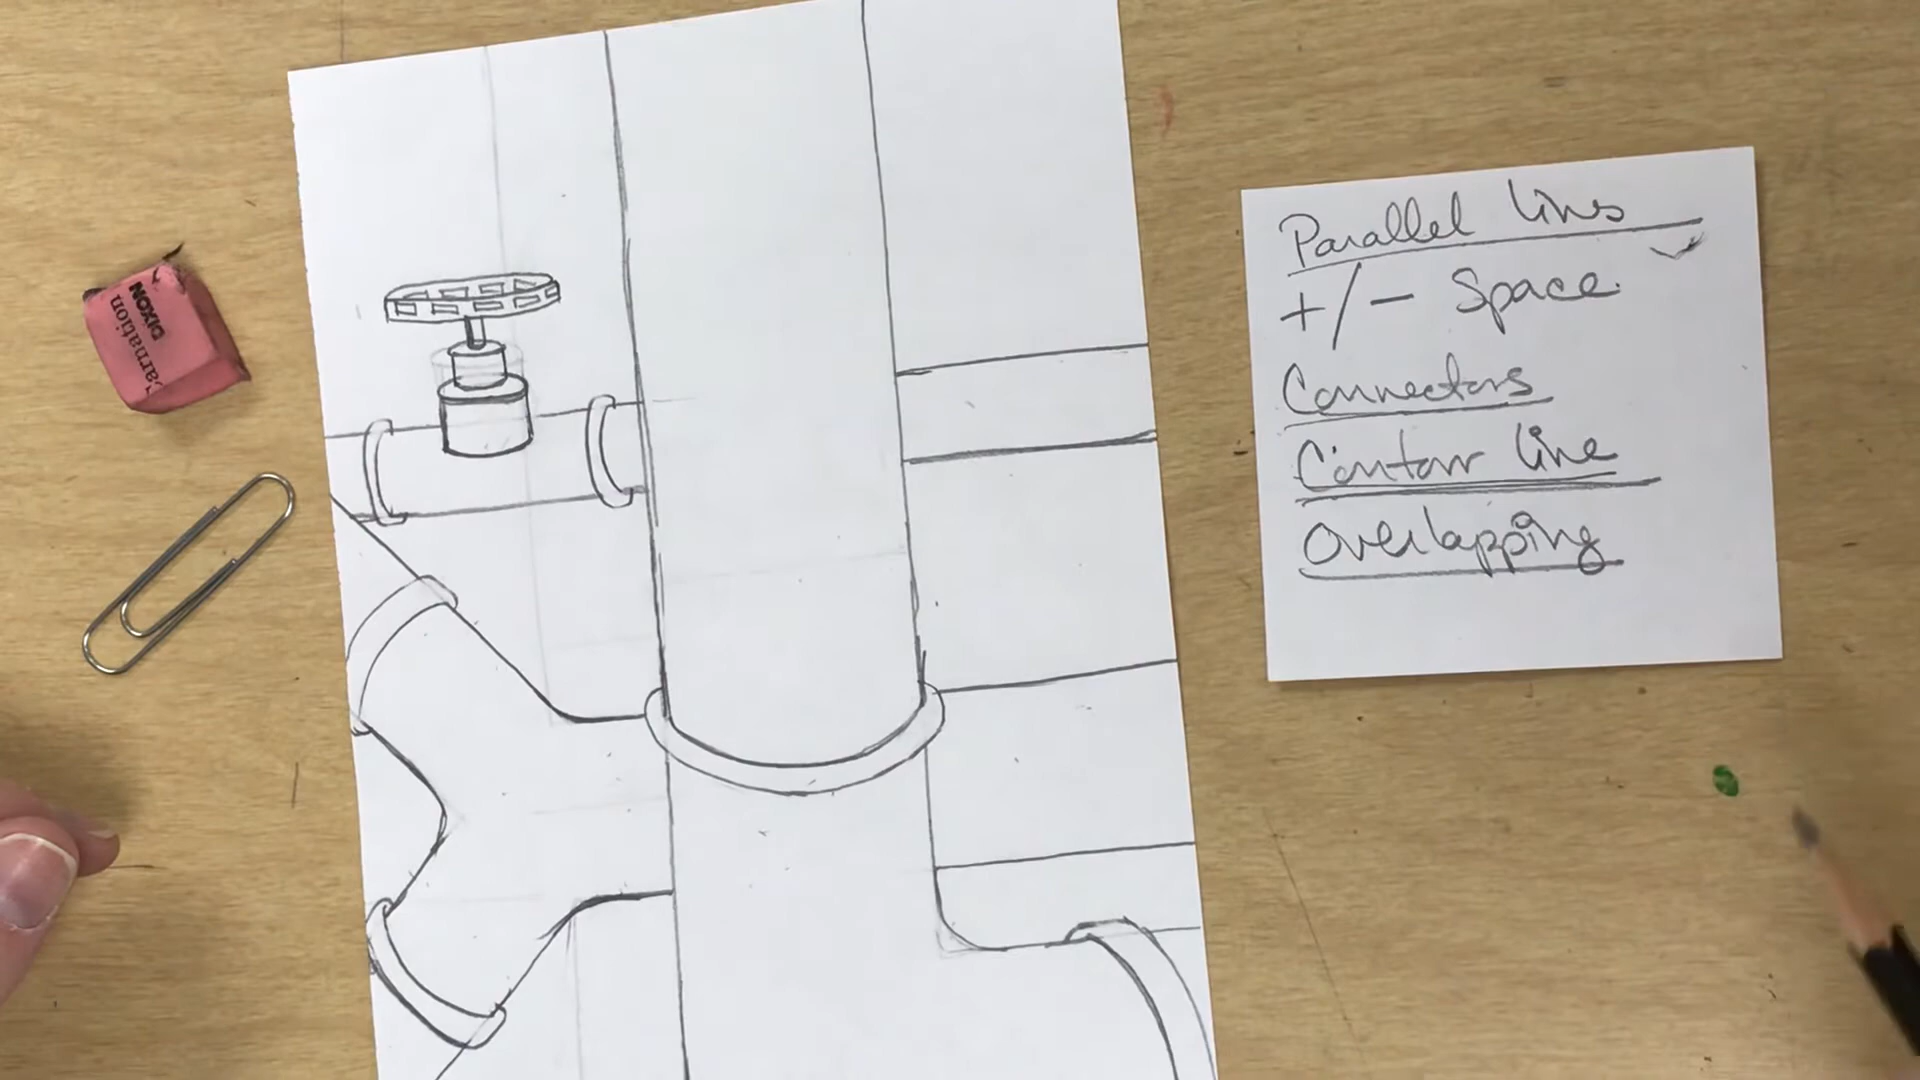 Carnation
DIXON
Parallel lines
+/- Space
Connectors
Contour line
Overlapping